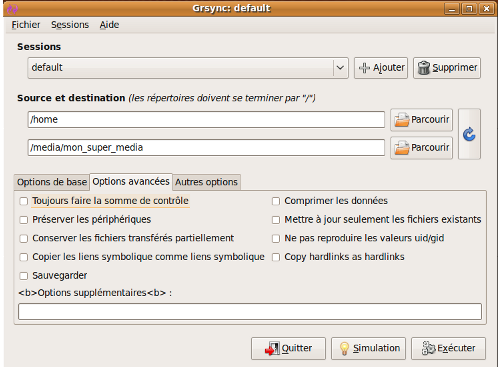 Grsync: default
Fichier Sessions Aide
Sessions
default Ajouter Supprimer
Source et destination (les répertoires doivent se terminer par "/")
/home Parcourir
/media/mon_super_media Parcourir
Options de base Options avancées Autres options
Toujours faire la somme de contrôle Comprimer les données
Préserver les périphériques Mettre à jour seulement les fichiers existants
Conserver les fichiers transférés partiellement Ne pas reproduire les valeurs uid/gid
Copier les liens symbolique comme liens symbolique Copy hardlinks as hardlinks
Sauvegarder
<b>Options supplémentaires<b> :
Quitter Simulation Exécuter